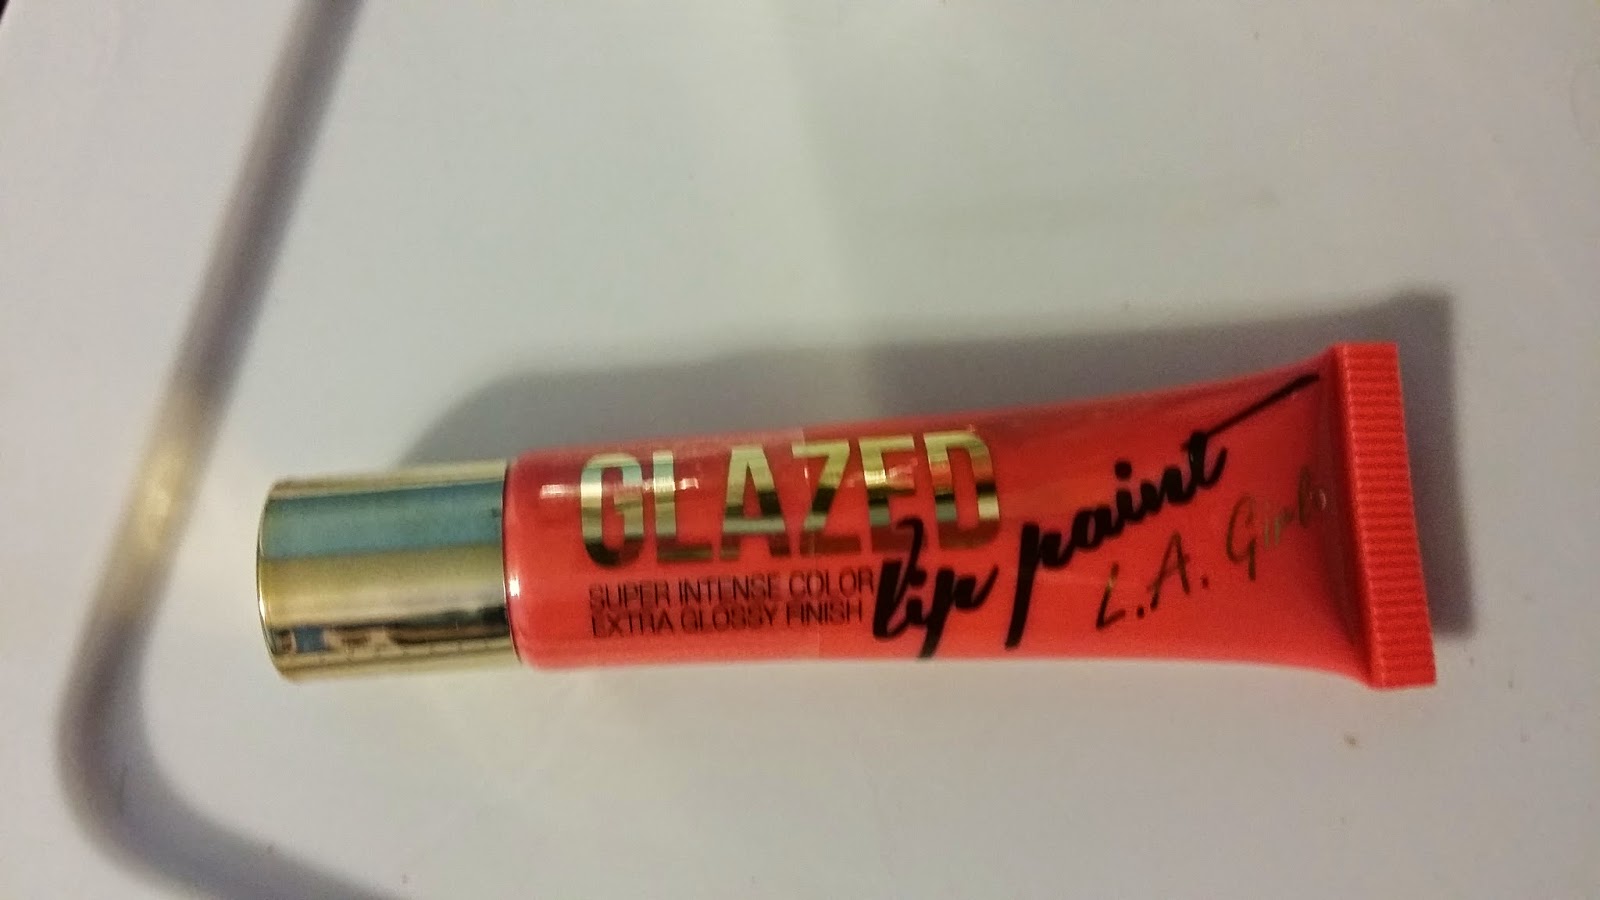 GLAZED
lip paint
SUPER INTENSE COLOR
EXTRA GLOSSY FINISH
L.A. Girl